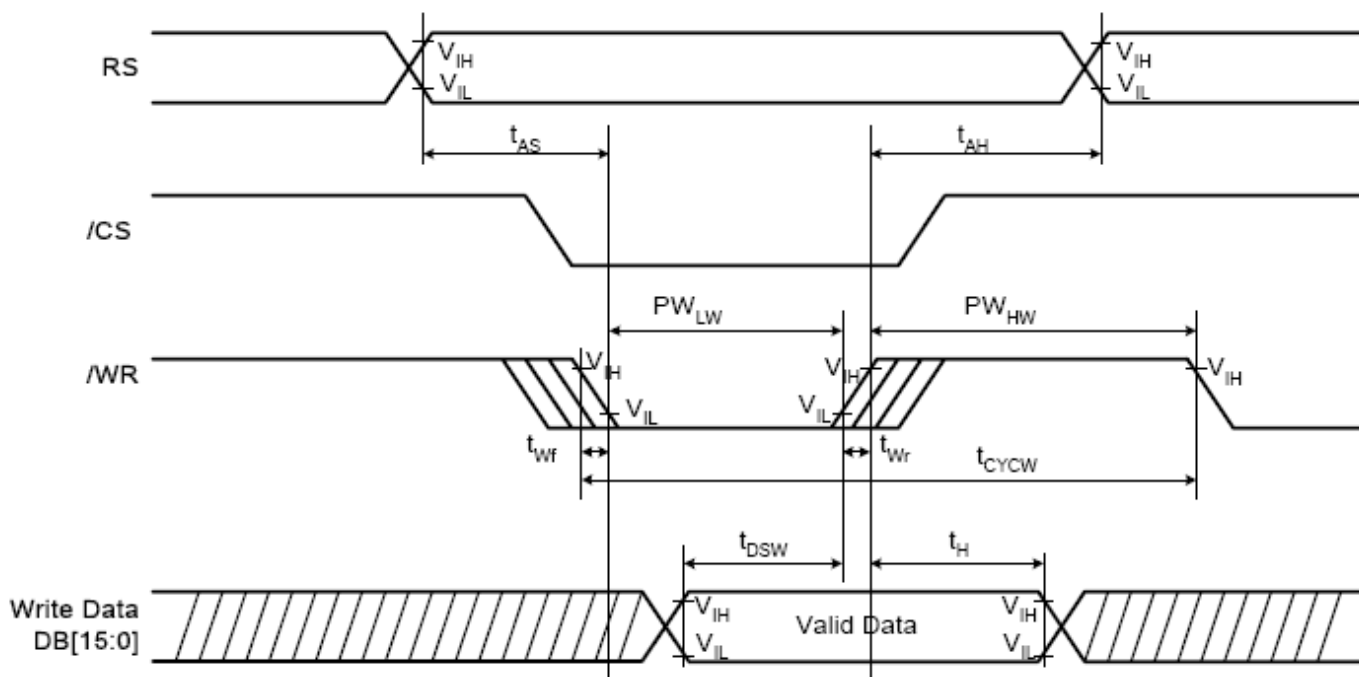 RS
V_IH
V_IL
V_IH
V_IL
t_AS
t_AH
/CS
PW_LW
PW_HW
/WR
V_IH
V_IL
V_IH
V_IL
V_IH
t_Wf
t_Wr
t_CYCW
t_DSW
t_H
Write Data
DB[15:0]
V_IH
V_IL
Valid Data
V_IH
V_IL